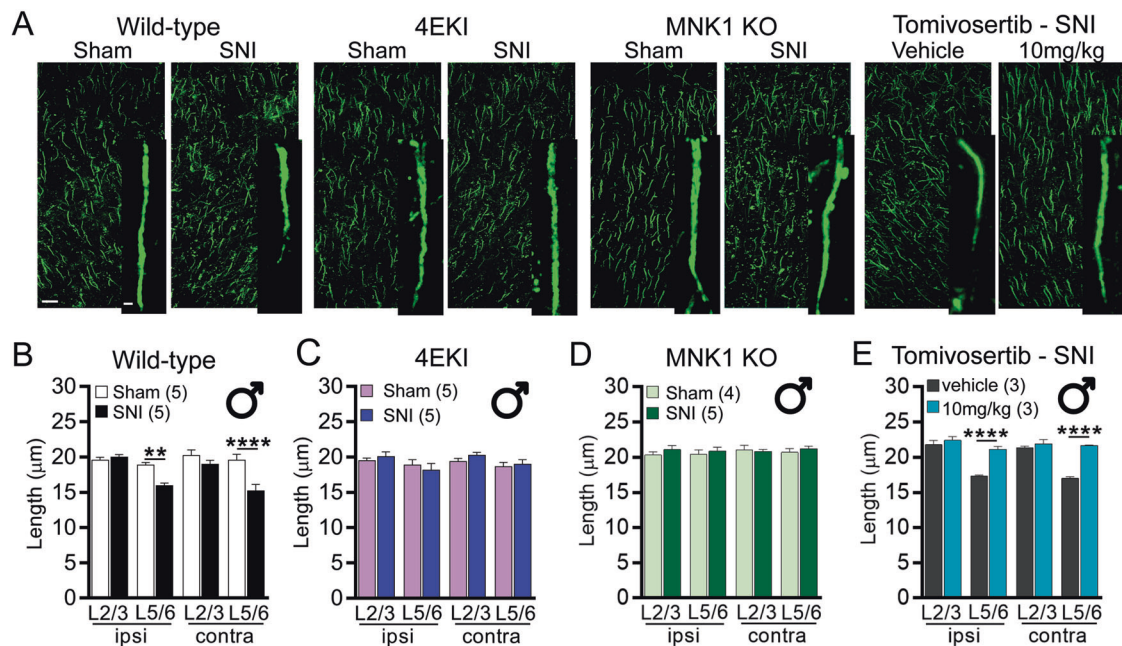 A
Wild-type 4EKI MNK1 KO Tomivosertib - SNI
Sham SNI Sham SNI Sham SNI Vehicle 10mg/kg
B Wild-type
Length (μm)
30
25
20
15
10
5
0
Sham (5)
SNI (5)
** ****
L2/3 L5/6 L2/3 L5/6
ipsi contra
C 4EKI
Length (μm)
30
25
20
15
10
5
0
Sham (5)
SNI (5)
L2/3 L5/6 L2/3 L5/6
ipsi contra
D MNK1 KO
Length (μm)
30
25
20
15
10
5
0
Sham (4)
SNI (5)
L2/3 L5/6 L2/3 L5/6
ipsi contra
E Tomivosertib - SNI
Length (μm)
30
25
20
15
10
5
0
vehicle (3)
10mg/kg (3)
**** ****
L2/3 L5/6 L2/3 L5/6
ipsi contra